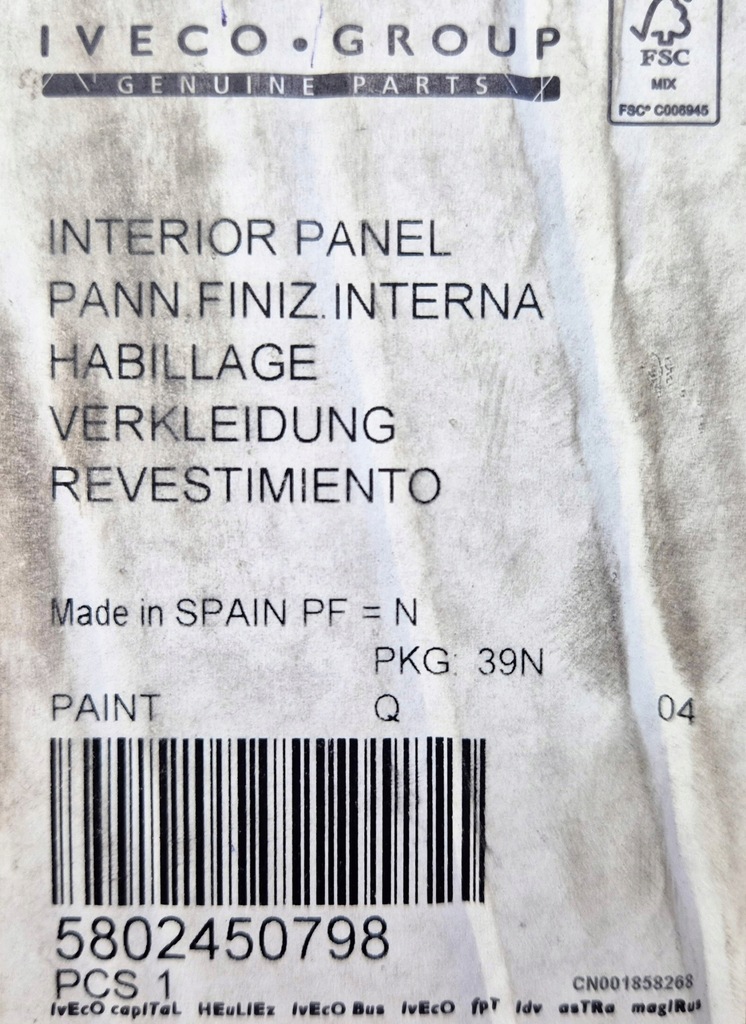 IVECO • GROUP
GENUINE PARTS
FSC
MIX
FSC® C006945
INTERIOR PANEL
PANN.FINIZ.INTERNA
HABILLAGE
VERKLEIDUNG
REVESTIMIENTO
Made in SPAIN PF = N
PKG: 39N
PAINT Q 04
5802450798
PCS 1
CN001858268
IvEcO capITaL HEuLIEz IvEcO Bus IvEcO fpT Idv asTRa magIRus